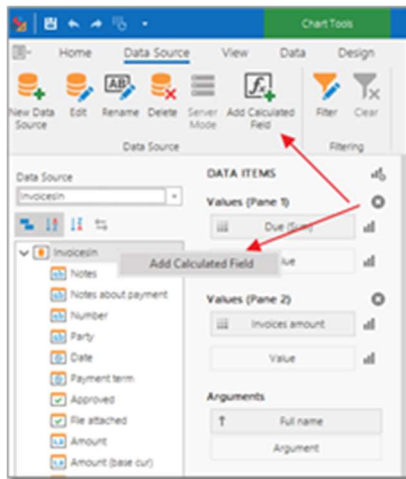 Chart Tools
Home Data Source View Data Design
New Data Source Edit Rename Delete Server Mode Add Calculated Field Filter Clear
Data Source Filtering
Data Source
InvoicesIn
InvoicesIn
Notes
Notes about payment
Number
Party
Date
Payment term
Approved
File attached
Amount
Amount (base cur)
Add Calculated Field
DATA ITEMS
Values (Pane 1)
Due (Sum)
Values (Pane 2)
Invoices amount
Value
Arguments
Full name
Argument